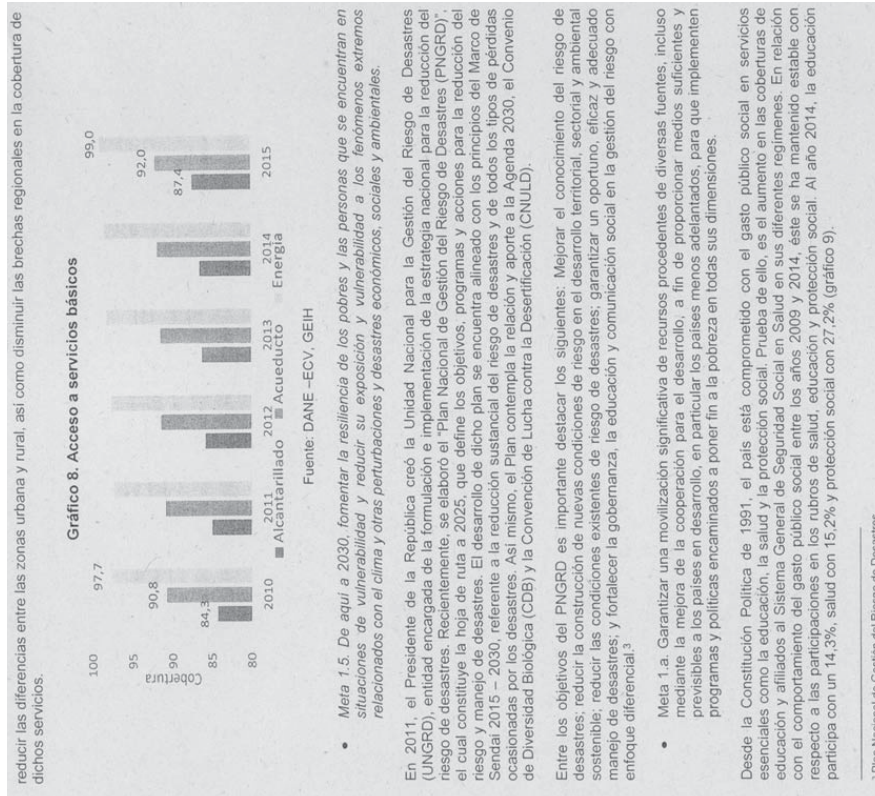 reducir las diferencias entre las zonas urbana y rural, así como disminuir las brechas regionales en la cobertura de
dichos servicios.
Gráfico 8. Acceso a servicios básicos
100
95
90
85
80
Cobertura
97,7
90,8
84,3
99,0
92,0
87,4
2010
2011
2012
2013
2014
2015
Alcantarillado
Acueducto
Energia
Fuente: DANE –ECV, GEIH
• Meta 1.5. De aquí a 2030, fomentar la resiliencia de los pobres y las personas que se encuentran en
situaciones de vulnerabilidad y reducir su exposición y vulnerabilidad a los fenómenos extremos
relacionados con el clima y otras perturbaciones y desastres económicos, sociales y ambientales.
En 2011, el Presidente de la República creó la Unidad Nacional para la Gestión del Riesgo de Desastres
(UNGRD), entidad encargada de la formulación e implementación de la estrategia nacional para la reducción del
riesgo de desastres. Recientemente, se elaboró el "Plan Nacional de Gestión del Riesgo de Desastres (PNGRD)",
el cual constituye la hoja de ruta a 2025, que define los objetivos, programas y acciones para la reducción del
riesgo y manejo de desastres. El desarrollo de dicho plan se encuentra alineado con los principios del Marco de
Sendai 2015 – 2030, referente a la reducción sustancial del riesgo de desastres y de todos los tipos de pérdidas
ocasionadas por los desastres. Así mismo, el Plan contempla la relación y aporte a la Agenda 2030, el Convenio
de Diversidad Biológica (CDB) y la Convención de Lucha contra la Desertificación (CNULD).
Entre los objetivos del PNGRD es importante destacar los siguientes: Mejorar el conocimiento del riesgo de
desastres; reducir la construcción de nuevas condiciones de riesgo en el desarrollo territorial, sectorial y ambiental
sostenible; reducir las condiciones existentes de riesgo de desastres; garantizar un oportuno, eficaz y adecuado
manejo de desastres; y fortalecer la gobernanza, la educación y comunicación social en la gestión del riesgo con
enfoque diferencial.³
• Meta 1.a. Garantizar una movilización significativa de recursos procedentes de diversas fuentes, incluso
mediante la mejora de la cooperación para el desarrollo, a fin de proporcionar medios suficientes y
previsibles a los países en desarrollo, en particular los países menos adelantados, para que implementen
programas y políticas encaminados a poner fin a la pobreza en todas sus dimensiones.
Desde la Constitución Política de 1991, el país está comprometido con el gasto público social en servicios
esenciales como la educación, la salud y la protección social. Prueba de ello, es el aumento en las coberturas de
educación y afiliados al Sistema General de Seguridad Social en Salud en sus diferentes regímenes. En relación
con el comportamiento del gasto público social entre los años 2009 y 2014, éste se ha mantenido estable con
respecto a las participaciones en los rubros de salud, educación y protección social. Al año 2014, la educación
participa con un 14,3%, salud con 15,2% y protección social con 27,2% (gráfico 9).
Plan Nacional de Gestión del Riesgo de Desastres